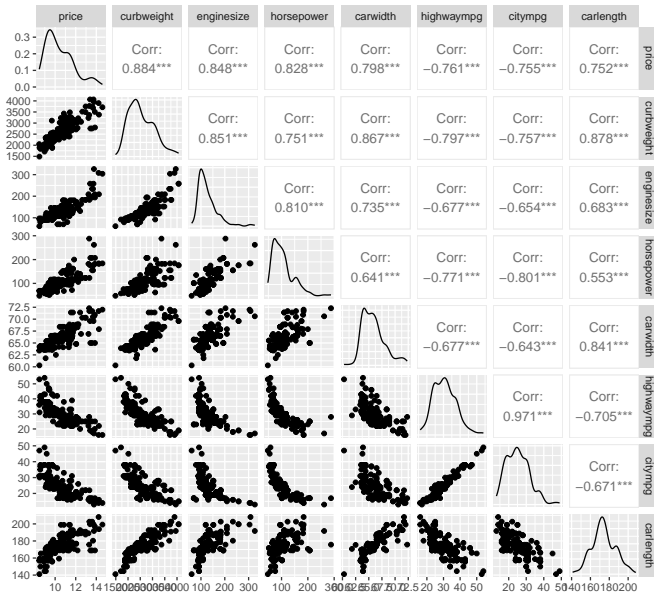 price curbweight enginesize horsepower carwidth highwaympg citympg carlength
0.3
0.2
0.1
0.0
Corr: Corr: Corr: Corr: Corr: Corr: Corr:
0.884*** 0.848*** 0.828*** 0.798*** −0.761*** −0.755*** 0.752***
price
4000
3500
3000
2500
2000
1500
Corr: Corr: Corr: Corr: Corr: Corr:
0.851*** 0.751*** 0.867*** −0.797*** −0.757*** 0.878***
curbweight
300
200
100
Corr: Corr: Corr: Corr: Corr:
0.810*** 0.735*** −0.677*** −0.654*** 0.683***
enginesize
300
200
100
Corr: Corr: Corr: Corr:
0.641*** −0.771*** −0.801*** 0.553***
horsepower
72.5
70.0
67.5
65.0
62.5
60.0
Corr: Corr: Corr:
−0.677*** −0.643*** 0.841***
carwidth
50
40
30
20
Corr: Corr:
0.971*** −0.705***
highwaympg
50
40
30
20
Corr:
−0.671***
citympg
200
180
160
140
carlength
10 12 14 100 200 300 100 200 20 30 40 50 20 30 40 160 180 200